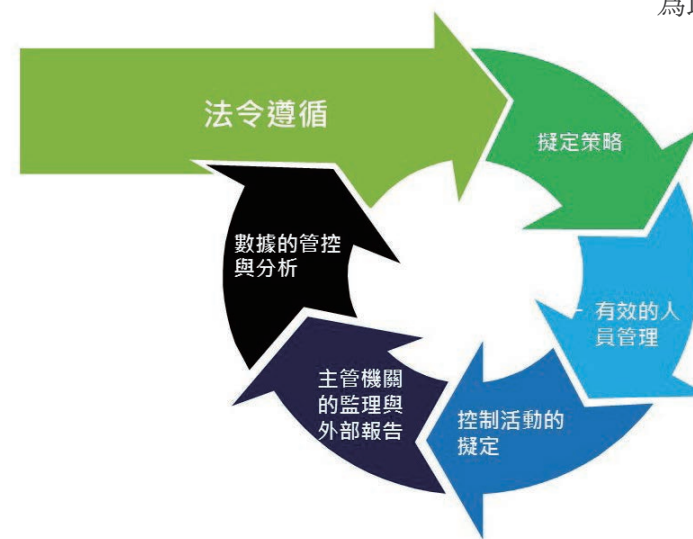 法令遵循
擬定策略
有效的人
員管理
控制活動的
擬定
主管機關
的監理與
外部報告
數據的管控
與分析